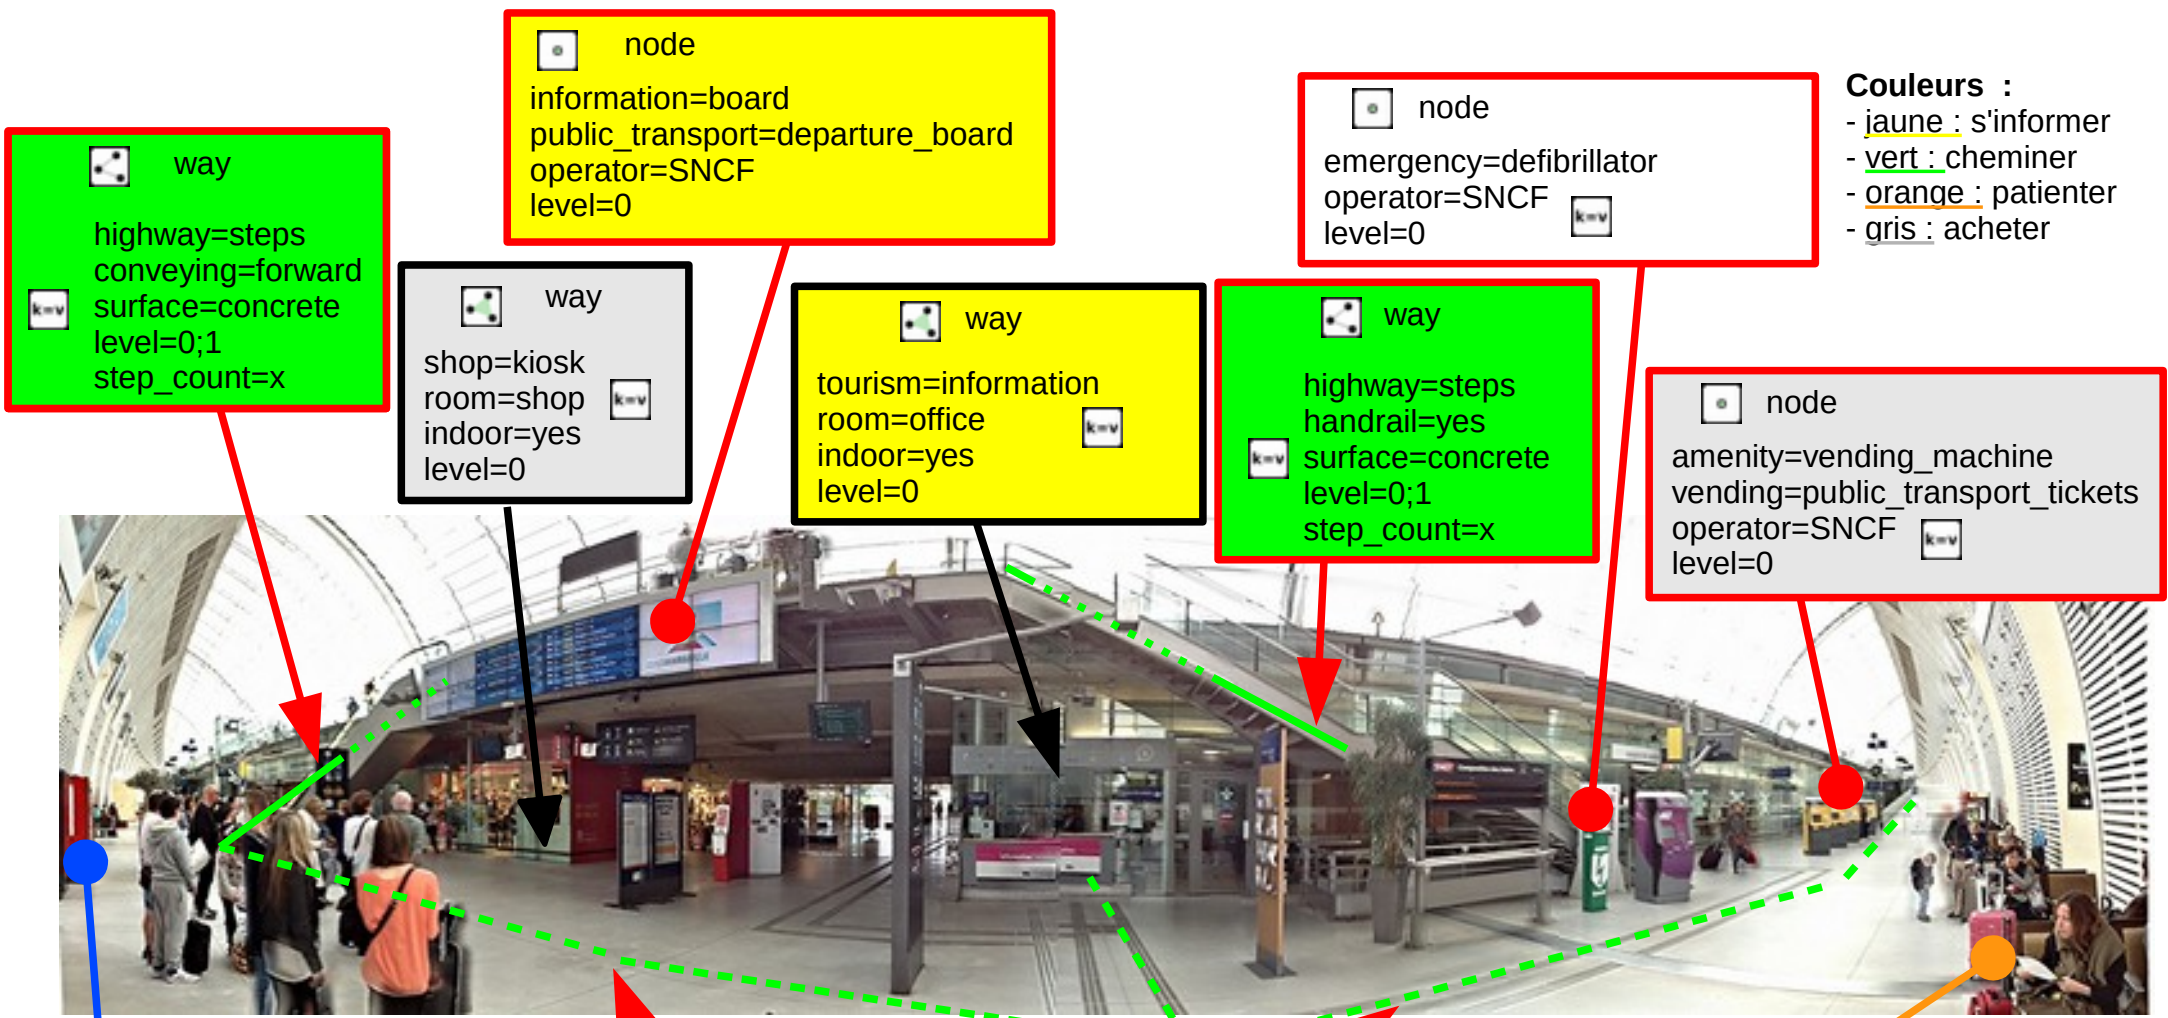 node
information=board
public_transport=departure_board
operator=SNCF
level=0
node
emergency=defibrillator
operator=SNCF
level=0
k=v
Couleurs :
- jaune : s'informer
- vert : cheminer
- orange : patienter
- gris : acheter
way
highway=steps
conveying=forward
surface=concrete
level=0;1
step_count=x
k=v
way
shop=kiosk
room=shop
indoor=yes
level=0
k=v
way
tourism=information
room=office
indoor=yes
level=0
k=v
way
highway=steps
handrail=yes
surface=concrete
level=0;1
step_count=x
k=v
node
amenity=vending_machine
vending=public_transport_tickets
operator=SNCF
level=0
k=v